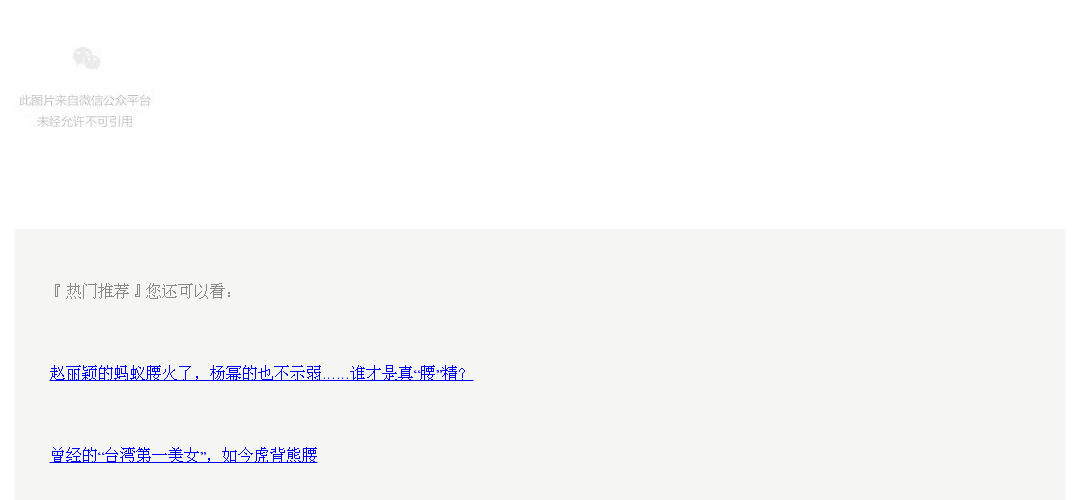 此图片来自微信公众平台
未经允许不可引用
『 热门推荐 』您还可以看：
赵丽颖的蚂蚁腰火了，杨幂的也不示弱……谁才是真“腰”精？
曾经的“台湾第一美女”，如今虎背熊腰